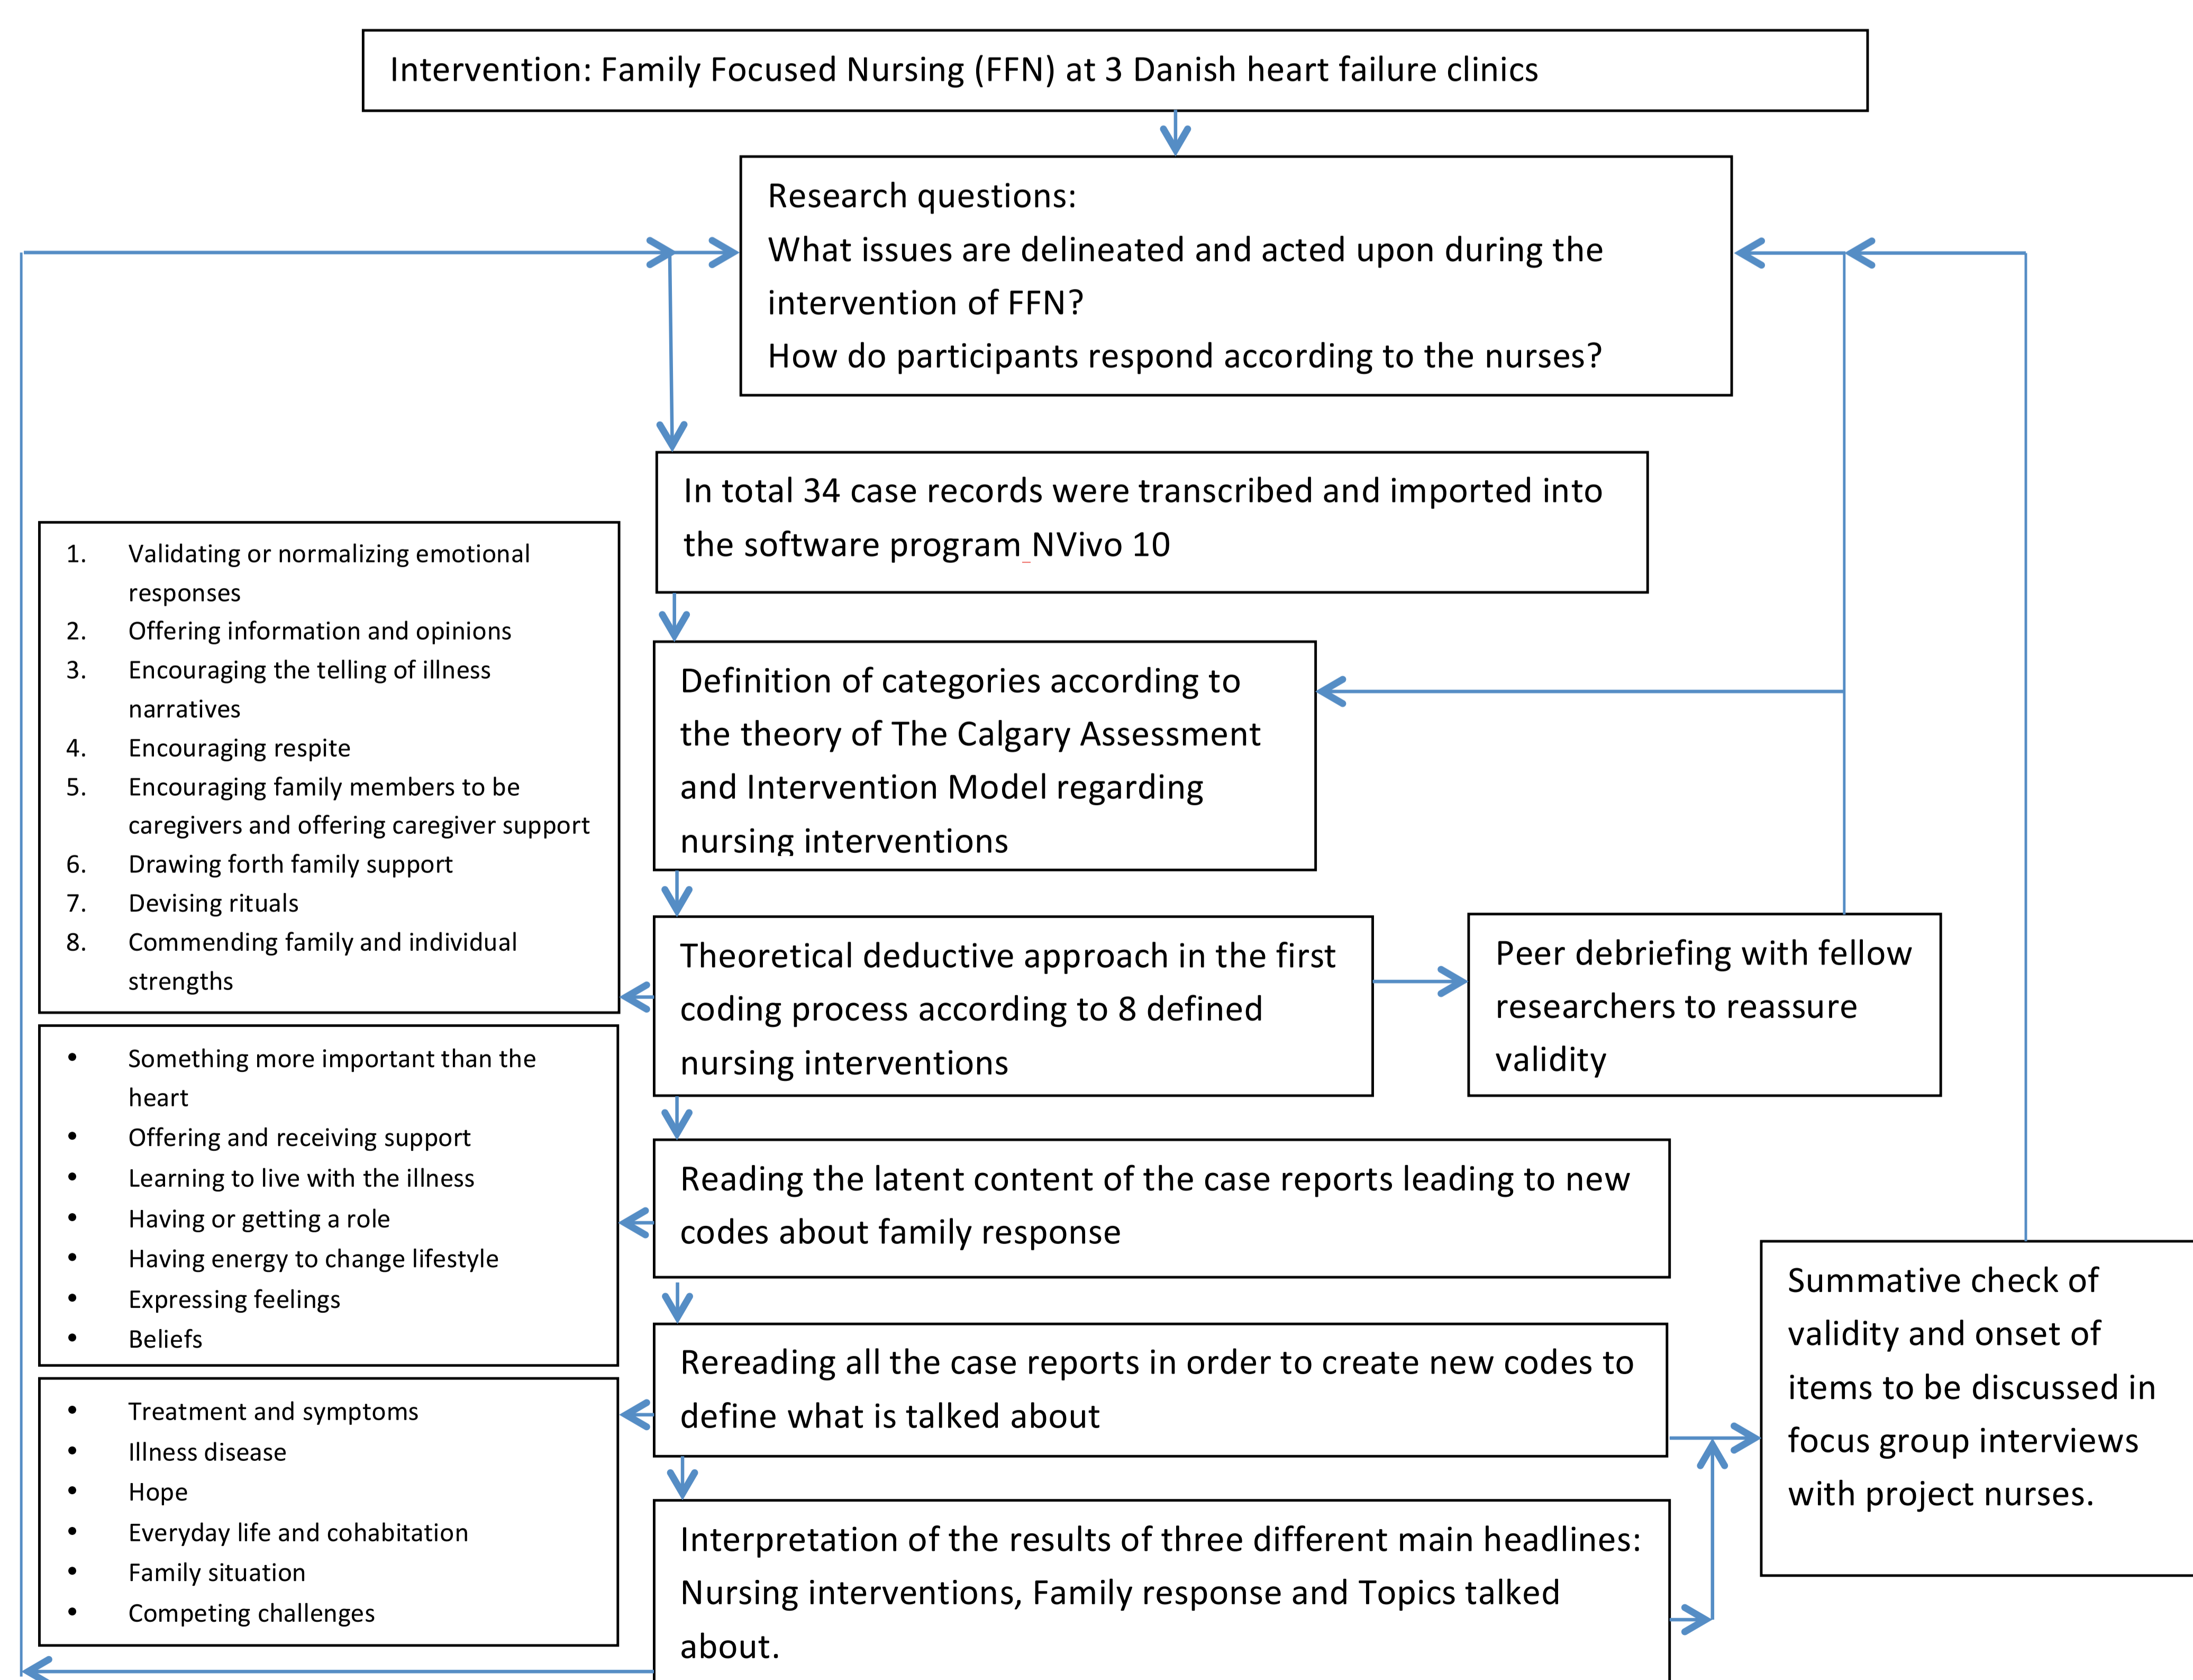 Intervention: Family Focused Nursing (FFN) at 3 Danish heart failure clinics
Research questions:
What issues are delineated and acted upon during the
intervention of FFN?
How do participants respond according to the nurses?
In total 34 case records were transcribed and imported into
the software program NVivo 10
1. Validating or normalizing emotional
responses
2. Offering information and opinions
3. Encouraging the telling of illness
narratives
4. Encouraging respite
5. Encouraging family members to be
caregivers and offering caregiver support
6. Drawing forth family support
7. Devising rituals
8. Commending family and individual
strengths
Definition of categories according to
the theory of The Calgary Assessment
and Intervention Model regarding
nursing interventions
Theoretical deductive approach in the first
coding process according to 8 defined
nursing interventions
Peer debriefing with fellow
researchers to reassure
validity
• Something more important than the
heart
• Offering and receiving support
• Learning to live with the illness
• Having or getting a role
• Having energy to change lifestyle
• Expressing feelings
• Beliefs
Reading the latent content of the case reports leading to new
codes about family response
Rereading all the case reports in order to create new codes to
define what is talked about
Summative check of
validity and onset of
items to be discussed in
focus group interviews
with project nurses.
• Treatment and symptoms
• Illness disease
• Hope
• Everyday life and cohabitation
• Family situation
• Competing challenges
Interpretation of the results of three different main headlines:
Nursing interventions, Family response and Topics talked
about.